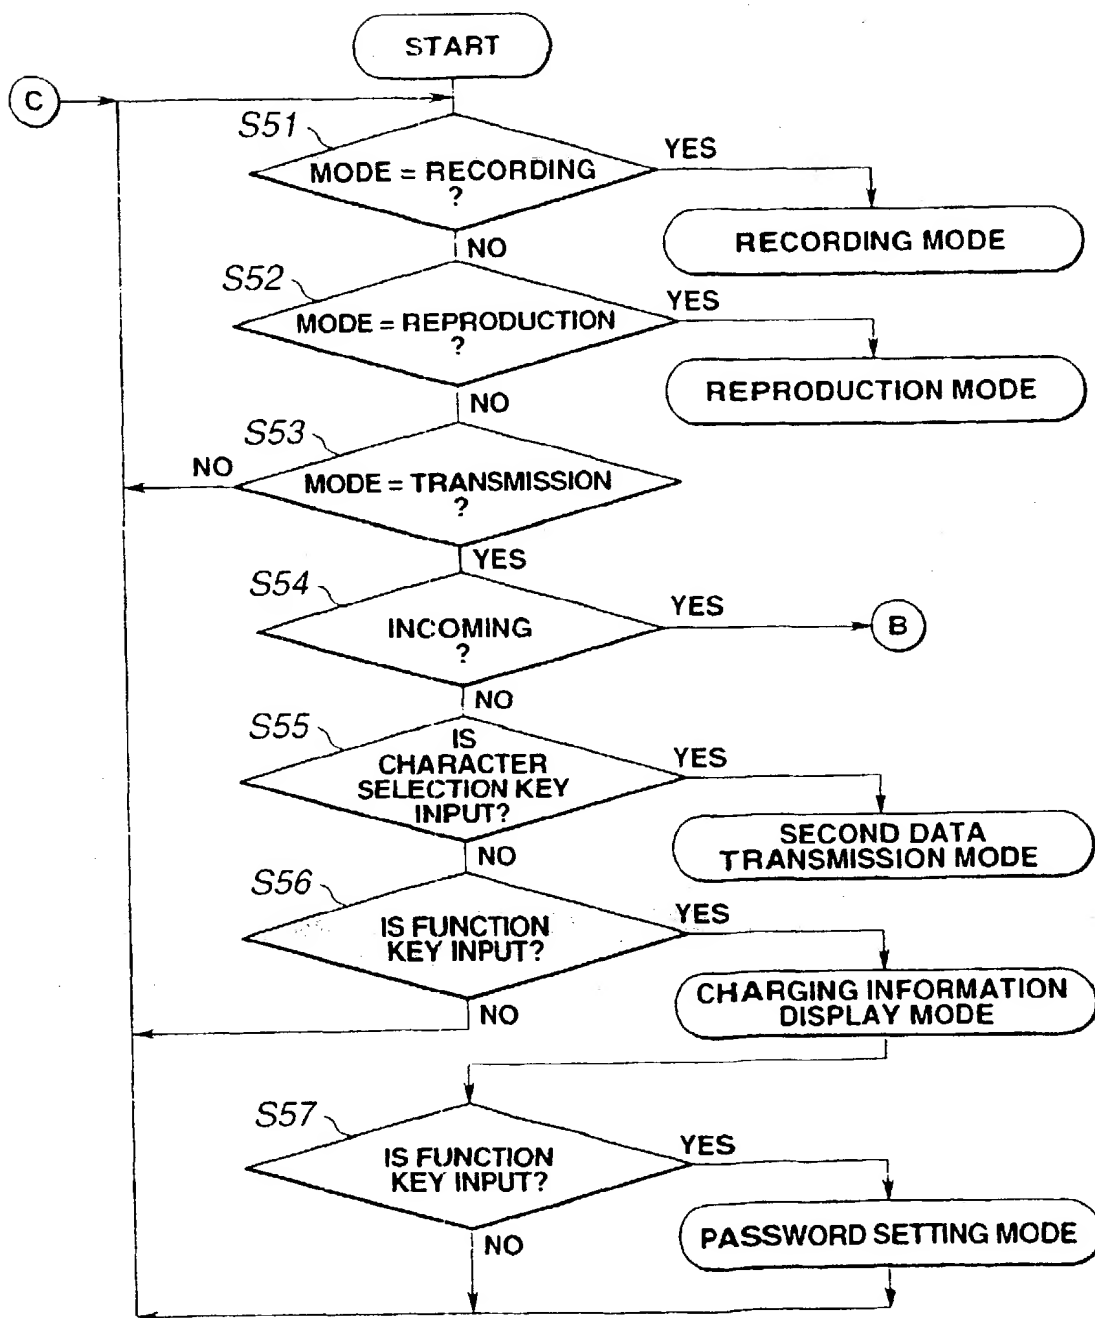 START
C
S51
YES
MODE = RECORDING
?
RECORDING MODE
NO
S52
YES
MODE = REPRODUCTION
?
REPRODUCTION MODE
NO
S53
NO
MODE = TRANSMISSION
?
YES
S54
YES
INCOMING
?
B
NO
S55
YES
IS
CHARACTER
SELECTION KEY
INPUT?
SECOND DATA
TRANSMISSION MODE
NO
S56
YES
IS FUNCTION
KEY INPUT?
CHARGING INFORMATION
DISPLAY MODE
NO
S57
YES
IS FUNCTION
KEY INPUT?
PASSWORD SETTING MODE
NO